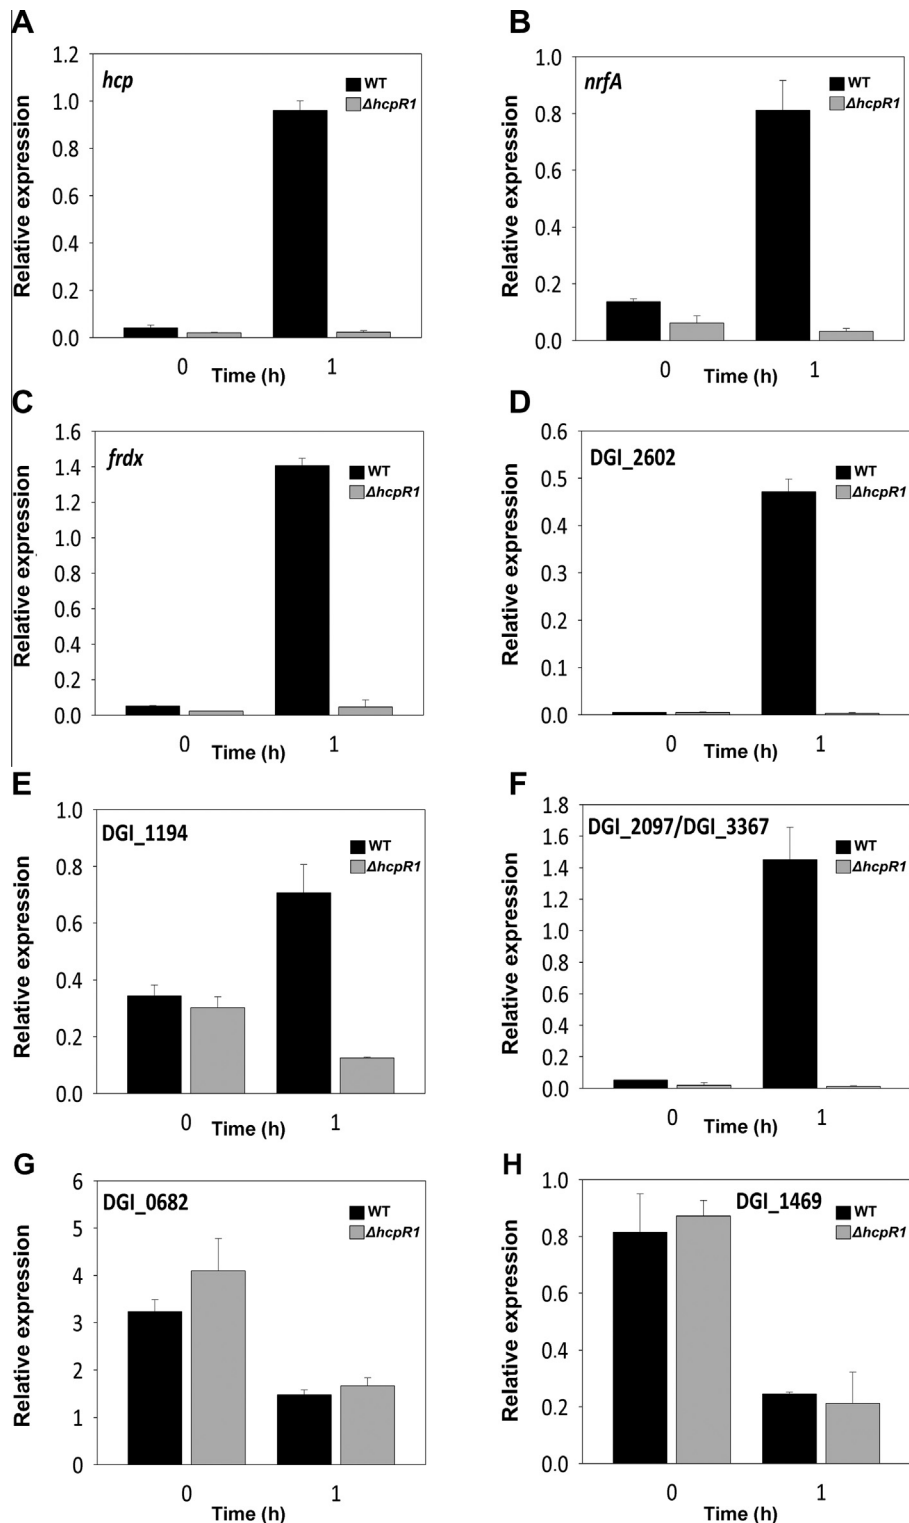 A
hcp
WT
ΔhcpR1
Relative expression
1.2
1.0
0.8
0.6
0.4
0.2
0.0
0
Time (h)
1
B
nrfA
WT
ΔhcpR1
Relative expression
1.0
0.8
0.6
0.4
0.2
0.0
0
Time (h)
1
C
frdx
WT
ΔhcpR1
Relative expression
1.6
1.4
1.2
1.0
0.8
0.6
0.4
0.2
0.0
0
Time (h)
1
D
DGI_2602
WT
ΔhcpR1
Relative expression
0.6
0.5
0.4
0.3
0.2
0.1
0.0
0
Time (h)
1
E
DGI_1194
WT
ΔhcpR1
Relative expression
1.0
0.8
0.6
0.4
0.2
0.0
0
Time (h)
1
F
DGI_2097/DGI_3367
WT
ΔhcpR1
Relative expression
1.8
1.6
1.4
1.2
1.0
0.8
0.6
0.4
0.2
0.0
0
Time (h)
1
G
DGI_0682
WT
ΔhcpR1
Relative expression
6
5
4
3
2
1
0
0
Time (h)
1
H
DGI_1469
WT
ΔhcpR1
Relative expression
1.0
0.8
0.6
0.4
0.2
0.0
0
Time (h)
1